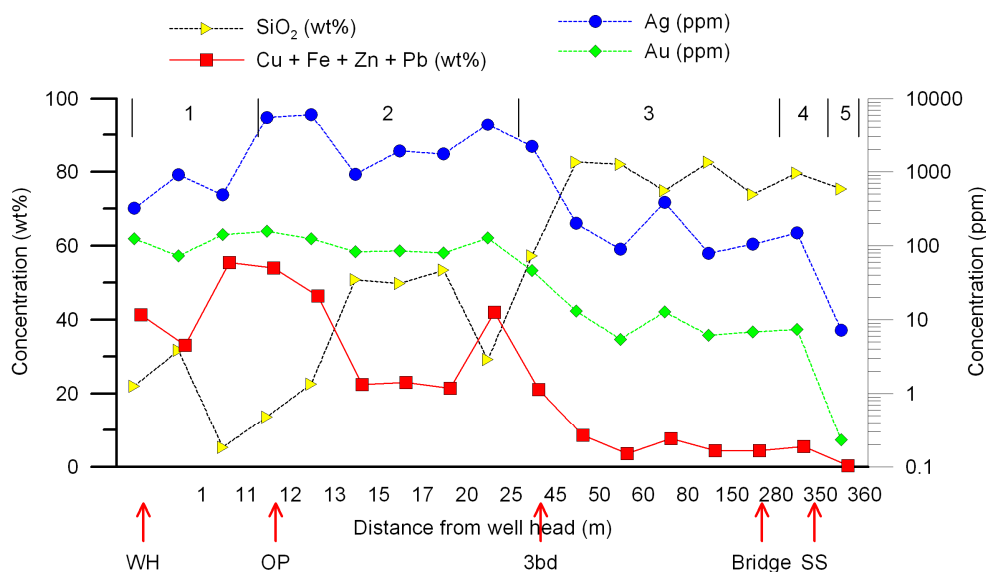 SiO₂ (wt%)
Cu + Fe + Zn + Pb (wt%)
Ag (ppm)
Au (ppm)
1 2 3 4 5
100
80
60
40
20
0
Concentration (wt%)
10000
1000
100
10
1
0.1
Concentration (ppm)
1 11 12 13 15 17 20 25 45 50 60 80 150 280 350 360
Distance from well head (m)
WH OP 3bd Bridge SS